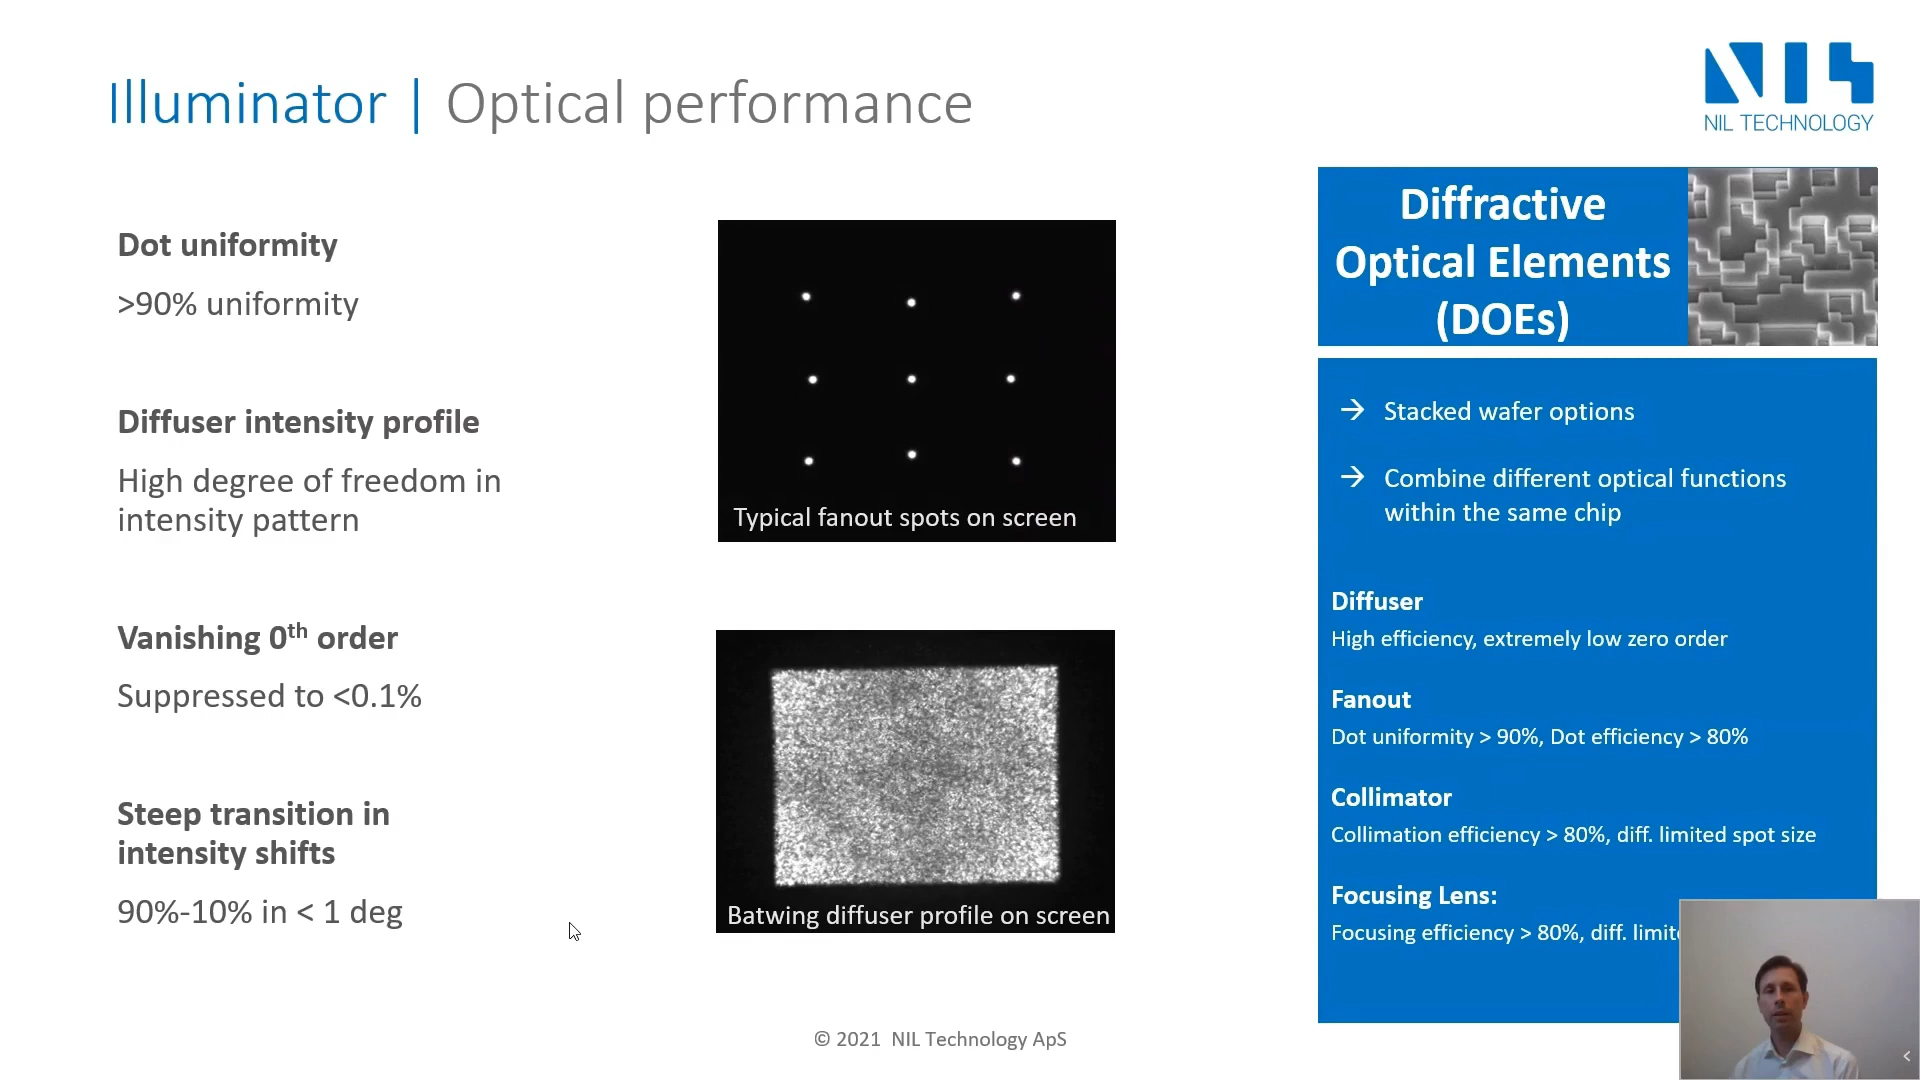 Illuminator | Optical performance
NIL TECHNOLOGY
Dot uniformity
>90% uniformity
Diffuser intensity profile
High degree of freedom in
intensity pattern
Vanishing 0th order
Suppressed to <0.1%
Steep transition in
intensity shifts
90%-10% in < 1 deg
Typical fanout spots on screen
Batwing diffuser profile on screen
Diffractive
Optical Elements
(DOEs)
→ Stacked wafer options
→ Combine different optical functions
within the same chip
Diffuser
High efficiency, extremely low zero order
Fanout
Dot uniformity > 90%, Dot efficiency > 80%
Collimator
Collimation efficiency > 80%, diff. limited spot size
Focusing Lens:
Focusing efficiency > 80%, diff.
© 2021 NIL Technology ApS